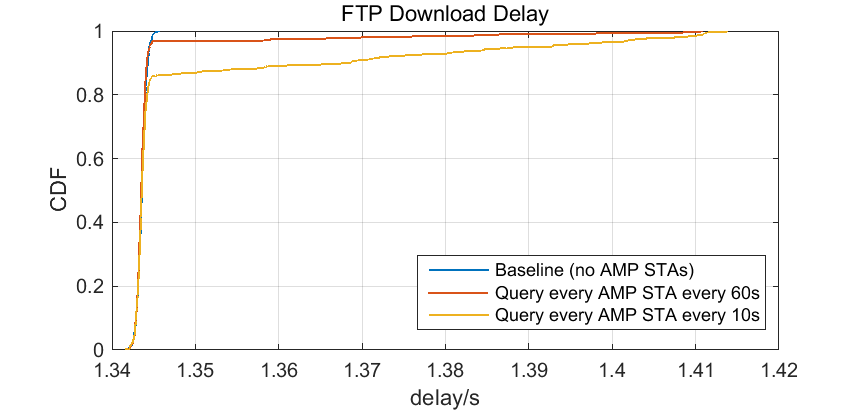 FTP Download Delay
1
0.8
0.6
0.4
0.2
0
CDF
Baseline (no AMP STAs)
Query every AMP STA every 60s
Query every AMP STA every 10s
1.34 1.35 1.36 1.37 1.38 1.39 1.4 1.41 1.42
delay/s